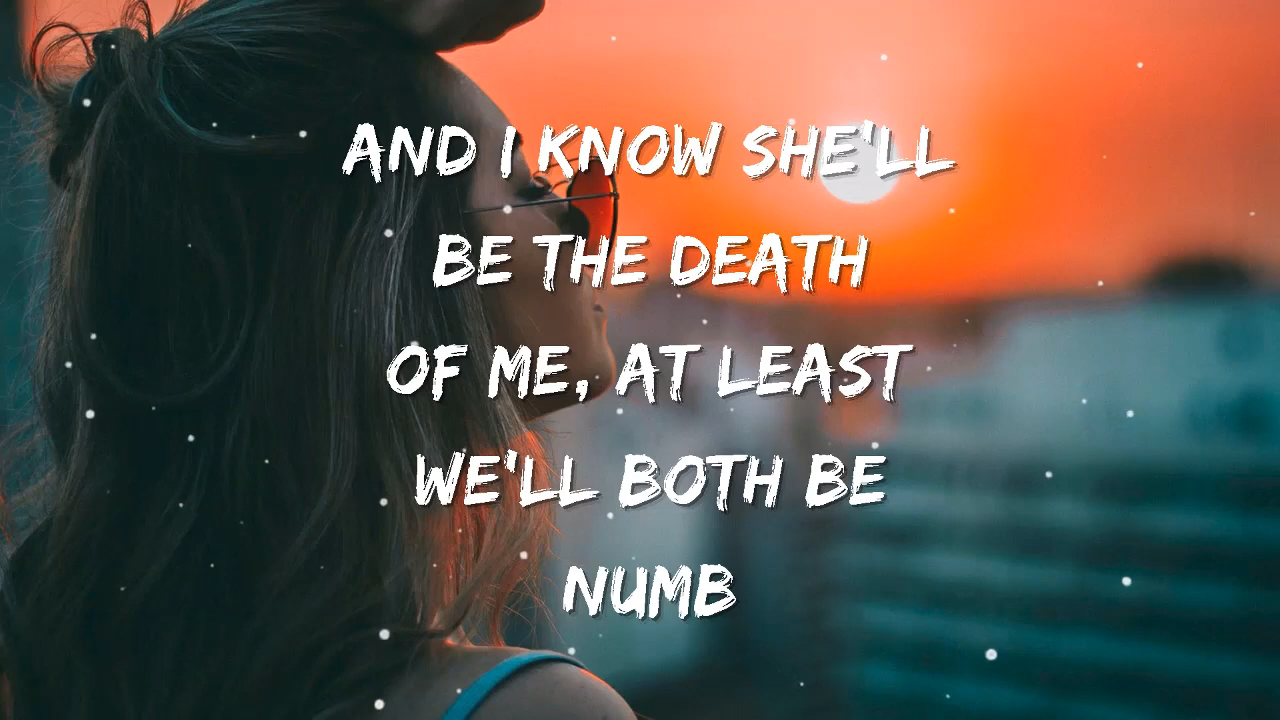 AND I KNOW SHE'LL
BE THE DEATH
OF ME, AT LEAST
WE'LL BOTH BE
NUMB